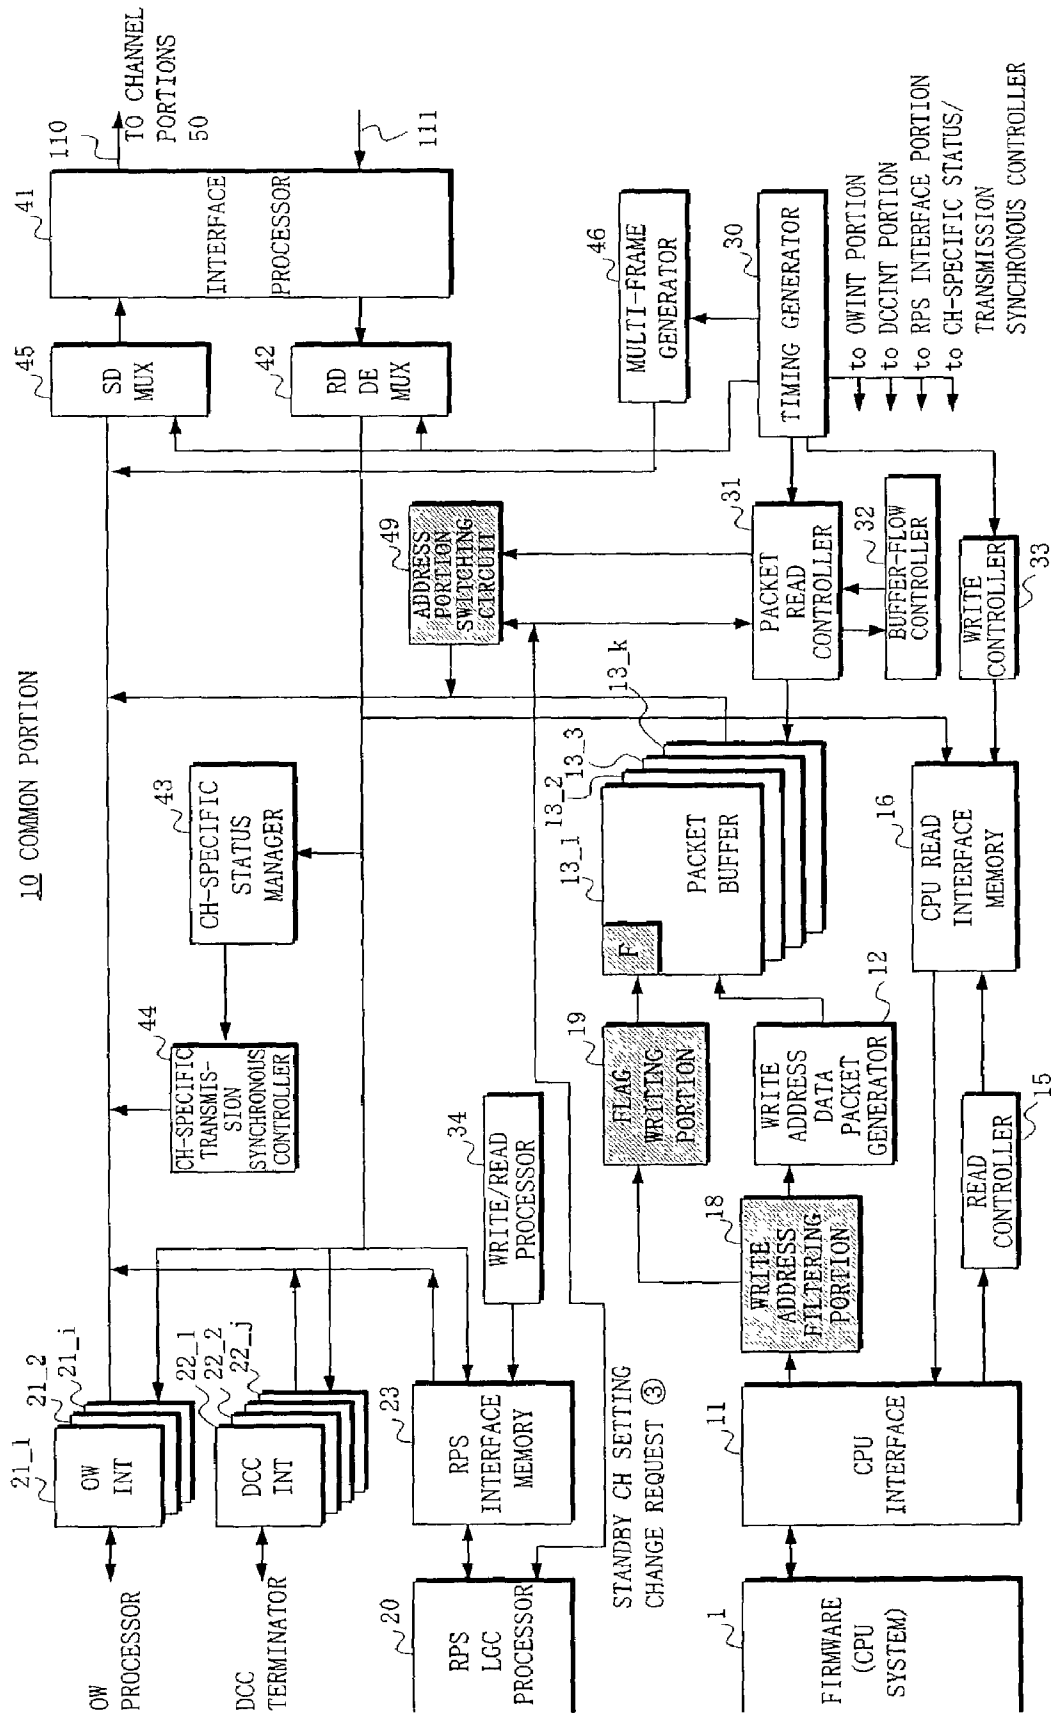 10 COMMON PORTION
OW
PROCESSOR
21_1
21_2
21_i
OW
INT
DCC
TERMINATOR
22_1
22_2
22_j
DCC
INT
44
CH-SPECIFIC
TRANSMIS-
SION
SYNCHRONOUS
CONTROLLER
43
CH-SPECIFIC
STATUS
MANAGER
45
SD
MUX
42
RD
DE
MUX
41
INTERFACE
PROCESSOR
110
TO CHANNEL
PORTIONS
50
111
20
RPS
LGC
PROCESSOR
23
RPS
INTERFACE
MEMORY
34
WRITE/READ
PROCESSOR
STANDBY CH SETTING
CHANGE REQUEST ③
49
ADDRESS
PORTION
SWITCHING
CIRCUIT
46
MULTI-FRAME
GENERATOR
19
FLAG
WRITING
PORTION
13_1
13_2
13_3
13_k
F
PACKET
BUFFER
31
PACKET
READ
CONTROLLER
30
TIMING GENERATOR
1
FIRMWARE
(CPU
SYSTEM)
11
CPU
INTERFACE
18
WRITE
ADDRESS
FILTERING
PORTION
12
WRITE
ADDRESS
DATA
PACKET
GENERATOR
32
BUFFER-FLOW
CONTROLLER
to OWINT PORTION
to DCCINT PORTION
to RPS INTERFACE PORTION
to CH-SPECIFIC STATUS/
TRANSMISSION
SYNCHRONOUS CONTROLLER
15
READ
CONTROLLER
16
CPU READ
INTERFACE
MEMORY
33
WRITE
CONTROLLER